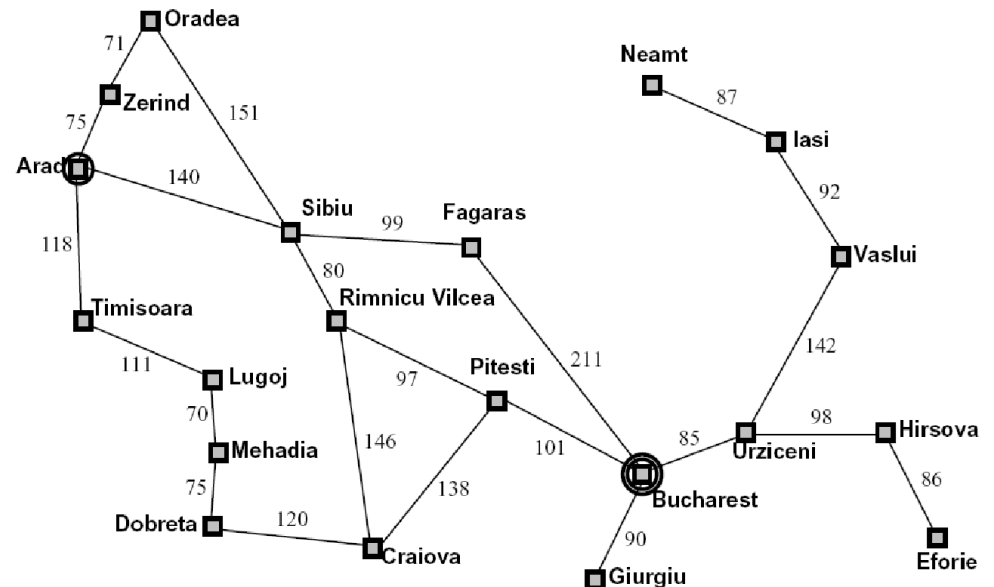 Oradea
71
Neamt
Zerind
87
151
75
Iasi
Arad
140
92
Sibiu
Fagaras
99
118
Vaslui
80
Timisoara
Rimnicu Vilcea
142
211
111
Pitesti
Lugoj
97
70
98
Hirsova
146
101
85
Urziceni
Mehadia
86
138
75
Bucharest
Dobreta
120
90
Craiova
Eforie
Giurgiu